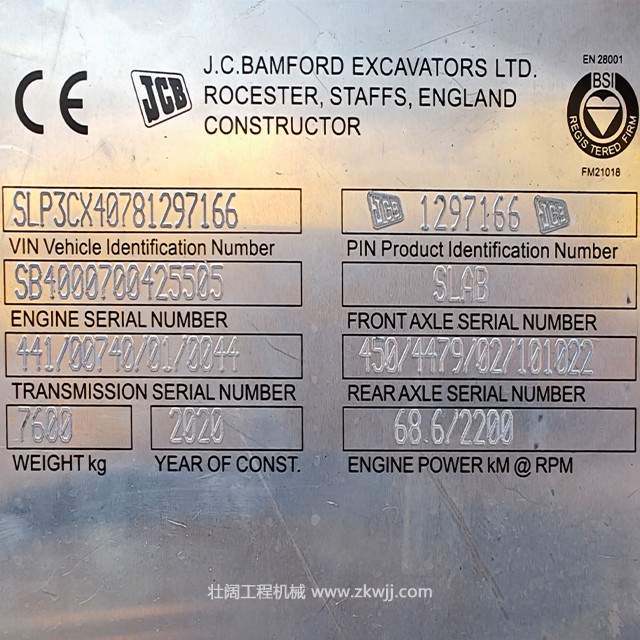 CE
JCB
J.C.BAMFORD EXCAVATORS LTD.
ROCESTER, STAFFS, ENGLAND
CONSTRUCTOR
EN 28001
BSI
REGISTERED FIRM
FM21018
SLP3CX40781297166
VIN Vehicle Identification Number
JCB 1297166 JCB
PIN Product Identification Number
SB4000700425505
ENGINE SERIAL NUMBER
SLAB
FRONT AXLE SERIAL NUMBER
441/00740/01/0044
TRANSMISSION SERIAL NUMBER
450/4479/02/101022
REAR AXLE SERIAL NUMBER
7600
WEIGHT kg
2020
YEAR OF CONST.
68.6/2200
ENGINE POWER kM @ RPM
壮阔工程机械 www.zkwjj.com